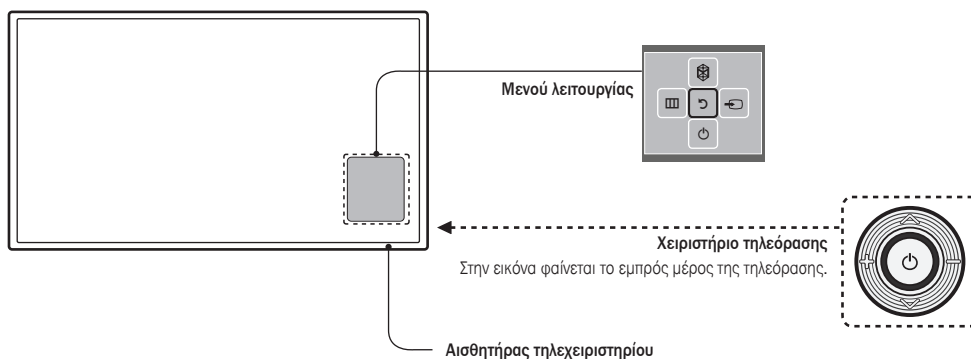 Μενού λειτουργίας
Χειριστήριο τηλεόρασης
Στην εικόνα φαίνεται το εμπρός μέρος της τηλεόρασης.
Αισθητήρας τηλεχειριστηρίου